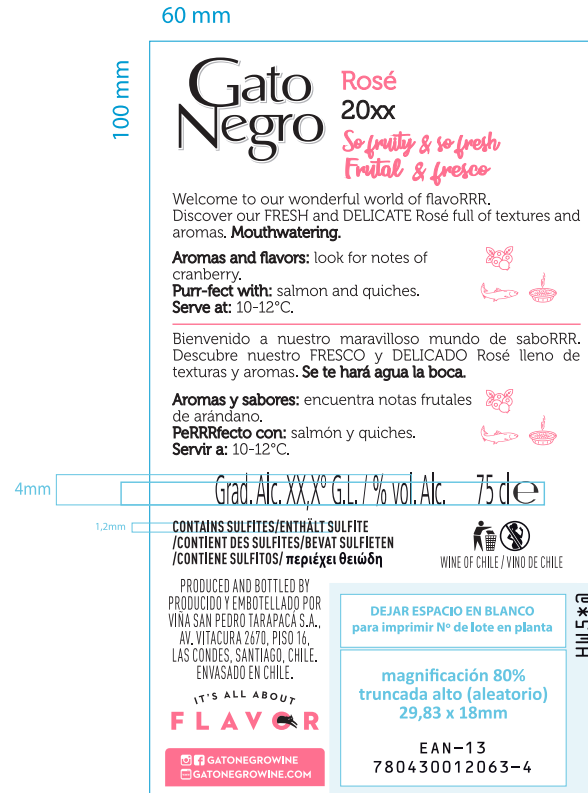 60 mm
100 mm
Gato
Negro
Rosé
20xx
So fruity & so fresh
Frutal & fresco
Welcome to our wonderful world of flavoRRR.
Discover our FRESH and DELICATE Rosé full of textures and
aromas. Mouthwatering.
Aromas and flavors: look for notes of
cranberry.
Purr-fect with: salmon and quiches.
Serve at: 10-12°C.
Bienvenido a nuestro maravilloso mundo de saboRRR.
Descubre nuestro FRESCO y DELICADO Rosé lleno de
texturas y aromas. Se te hará agua la boca.
Aromas y sabores: encuentra notas frutales
de arándano.
PeRRRfecto con: salmón y quiches.
Servir a: 10-12°C.
4mm
Grad. Alc. XX,Xº G.L. / % vol. Alc. 75 cl e
1,2mm
CONTAINS SULFITES/ENTHÄLT SULFITE
/CONTIENT DES SULFITES/BEVAT SULFIETEN
/CONTIENE SULFITOS/ περιέχει θειώδη
WINE OF CHILE / VINO DE CHILE
PRODUCED AND BOTTLED BY
PRODUCIDO Y EMBOTELLADO POR
VIÑA SAN PEDRO TARAPACÁ S.A.,
AV. VITACURA 2670, PISO 16,
LAS CONDES, SANTIAGO, CHILE.
ENVASADO EN CHILE.
IT'S ALL ABOUT
FLAVOR
GATONEGROWINE
GATONEGROWINE.COM
DEJAR ESPACIO EN BLANCO
para imprimir Nº de lote en planta
magnificación 80%
truncada alto (aleatorio)
29,83 x 18mm
EAN-13
780430012063-4